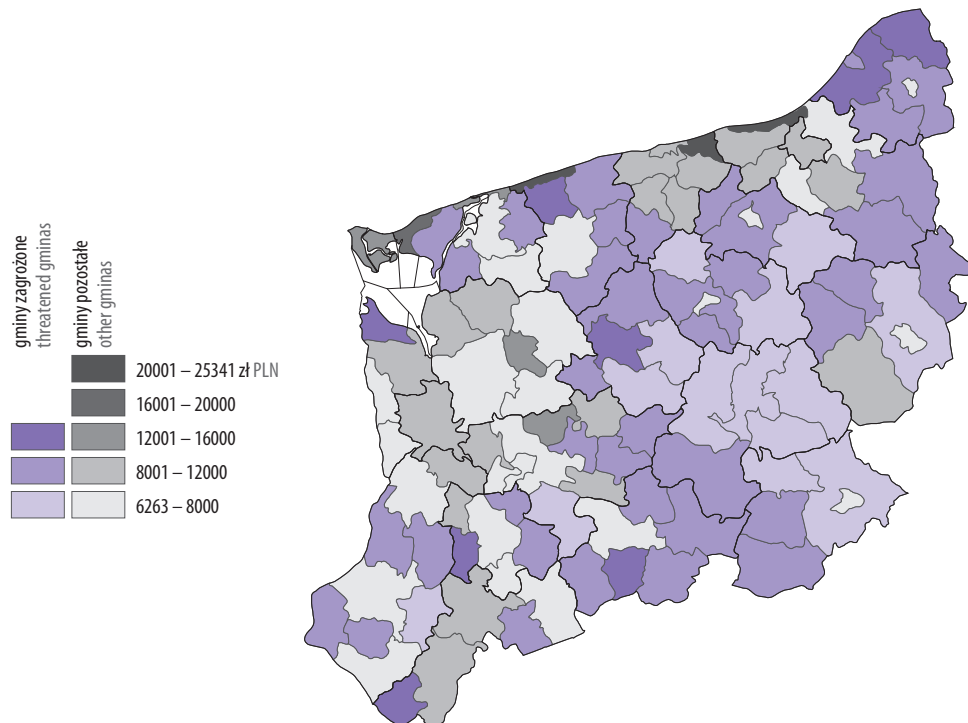 gminy zagrożone
threatened gminas
gminy pozostałe
other gminas
20001 – 25341 zł PLN
16001 – 20000
12001 – 16000
8001 – 12000
6263 – 8000